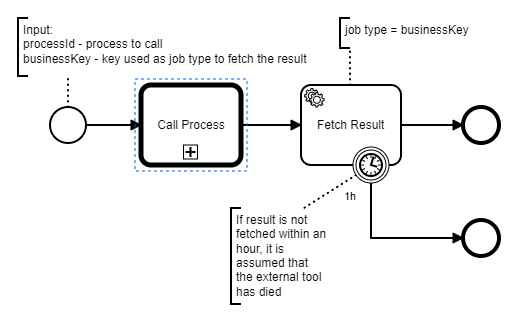 Input:
processId - process to call
businessKey - key used as job type to fetch the result
job type = businessKey
Call Process
Fetch Result
1h
If result is not
fetched within an
hour, it is
assumed that
the external tool
has died